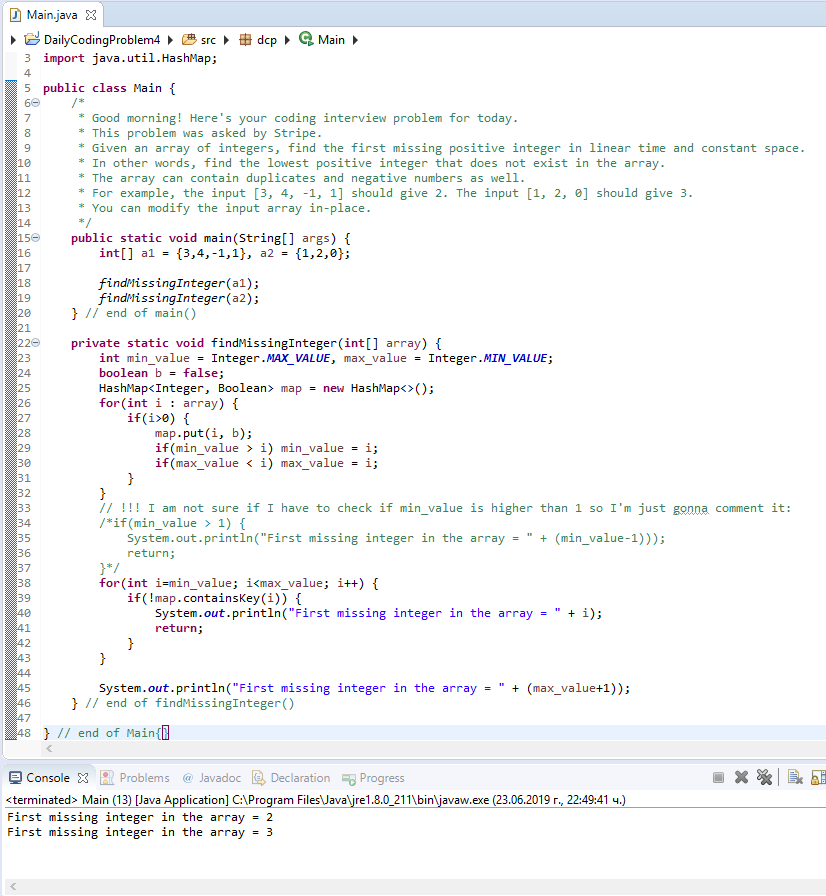 Main.java
DailyCodingProblem4 src dcp Main
3 import java.util.HashMap;
4
5 public class Main {
6 /*
7 * Good morning! Here's your coding interview problem for today.
8 * This problem was asked by Stripe.
9 * Given an array of integers, find the first missing positive integer in linear time and constant space.
10 * In other words, find the lowest positive integer that does not exist in the array.
11 * The array can contain duplicates and negative numbers as well.
12 * For example, the input [3, 4, -1, 1] should give 2. The input [1, 2, 0] should give 3.
13 * You can modify the input array in-place.
14 */
15 public static void main(String[] args) {
16 int[] a1 = {3,4,-1,1}, a2 = {1,2,0};
17
18 findMissingInteger(a1);
19 findMissingInteger(a2);
20 } // end of main()
21
22 private static void findMissingInteger(int[] array) {
23 int min_value = Integer.MAX_VALUE, max_value = Integer.MIN_VALUE;
24 boolean b = false;
25 HashMap<Integer, Boolean> map = new HashMap<>();
26 for(int i : array) {
27 if(i>0) {
28 map.put(i, b);
29 if(min_value > i) min_value = i;
30 if(max_value < i) max_value = i;
31 }
32 }
33 // !!! I am not sure if I have to check if min_value is higher than 1 so I'm just gonna comment it:
34 /*if(min_value > 1) {
35 System.out.println("First missing integer in the array = " + (min_value-1)));
36 return;
37 }*/
38 for(int i=min_value; i<max_value; i++) {
39 if(!map.containsKey(i)) {
40 System.out.println("First missing integer in the array = " + i);
41 return;
42 }
43 }
44
45 System.out.println("First missing integer in the array = " + (max_value+1));
46 } // end of findMissingInteger()
47
48 } // end of Main{}
Console Problems Javadoc Declaration Progress
<terminated> Main (13) [Java Application] C:\Program Files\Java\jre1.8.0_211\bin\javaw.exe (23.06.2019 г., 22:49:41 ч.)
First missing integer in the array = 2
First missing integer in the array = 3